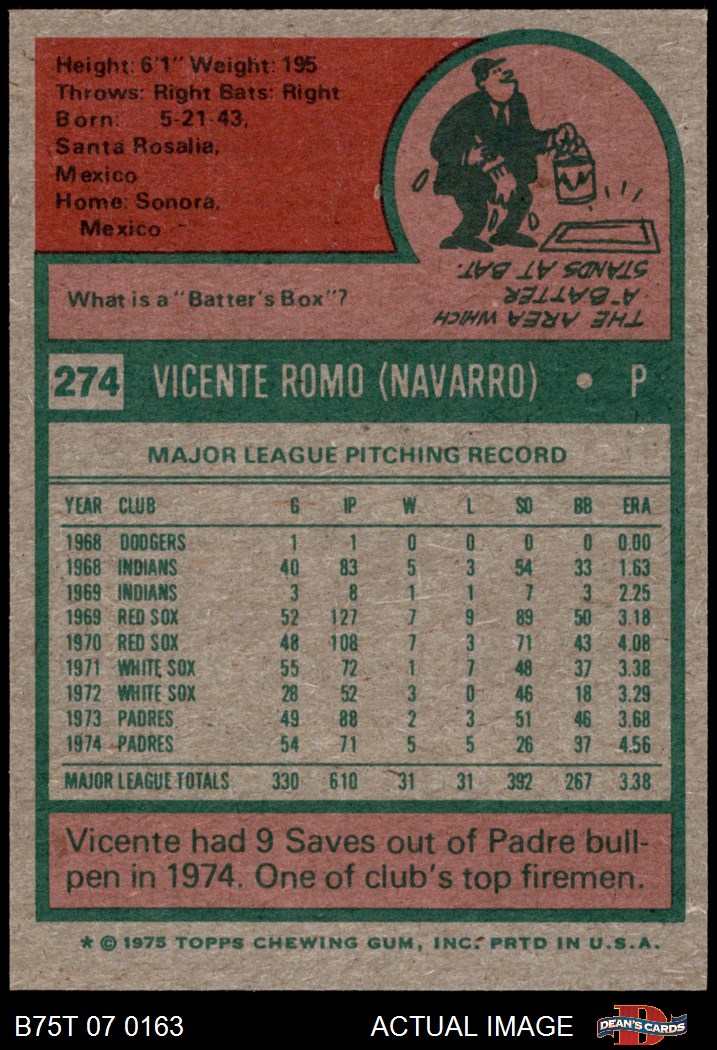 Height: 6'1" Weight: 195
Throws: Right Bats: Right
Born: 5-21-43,
Santa Rosalia,
Mexico
Home: Sonora,
Mexico
What is a "Batter's Box"?
THE AREA WHICH
A "BATTER"
STANDS AT BAT.
274 VICENTE ROMO (NAVARRO) • P
MAJOR LEAGUE PITCHING RECORD
YEAR CLUB G IP W L SO BB ERA
1968 DODGERS 1 1 0 0 0 0 0.00
1968 INDIANS 40 83 5 3 54 33 1.63
1969 INDIANS 3 8 1 1 7 3 2.25
1969 RED SOX 52 127 7 9 89 50 3.18
1970 RED SOX 48 108 7 3 71 43 4.08
1971 WHITE SOX 55 72 1 7 48 37 3.38
1972 WHITE SOX 28 52 3 0 46 18 3.29
1973 PADRES 49 88 2 3 51 46 3.68
1974 PADRES 54 71 5 5 26 37 4.56
MAJOR LEAGUE TOTALS 330 610 31 31 392 267 3.38
Vicente had 9 Saves out of Padre bull-
pen in 1974. One of club's top firemen.
* © 1975 TOPPS CHEWING GUM, INC. PRTD IN U.S.A.
B75T 07 0163 ACTUAL IMAGE
D
DEAN'S CARDS